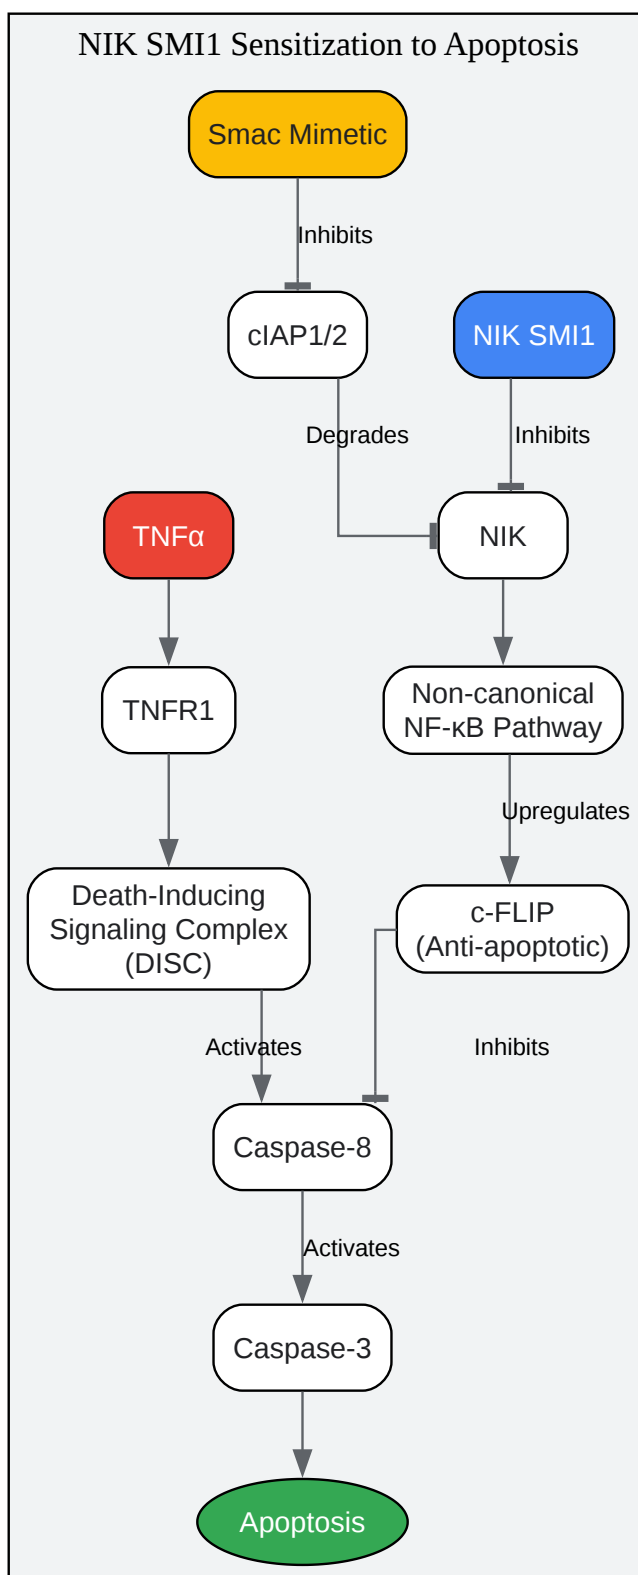 NIK SMI1 Sensitization to Apoptosis
Smac Mimetic
Inhibits
cIAP1/2
NIK SMI1
Degrades
Inhibits
TNFα
NIK
TNFR1
Non-canonical
NF-κB Pathway
Upregulates
Death-Inducing
Signaling Complex
(DISC)
c-FLIP
(Anti-apoptotic)
Activates
Inhibits
Caspase-8
Activates
Caspase-3
Apoptosis